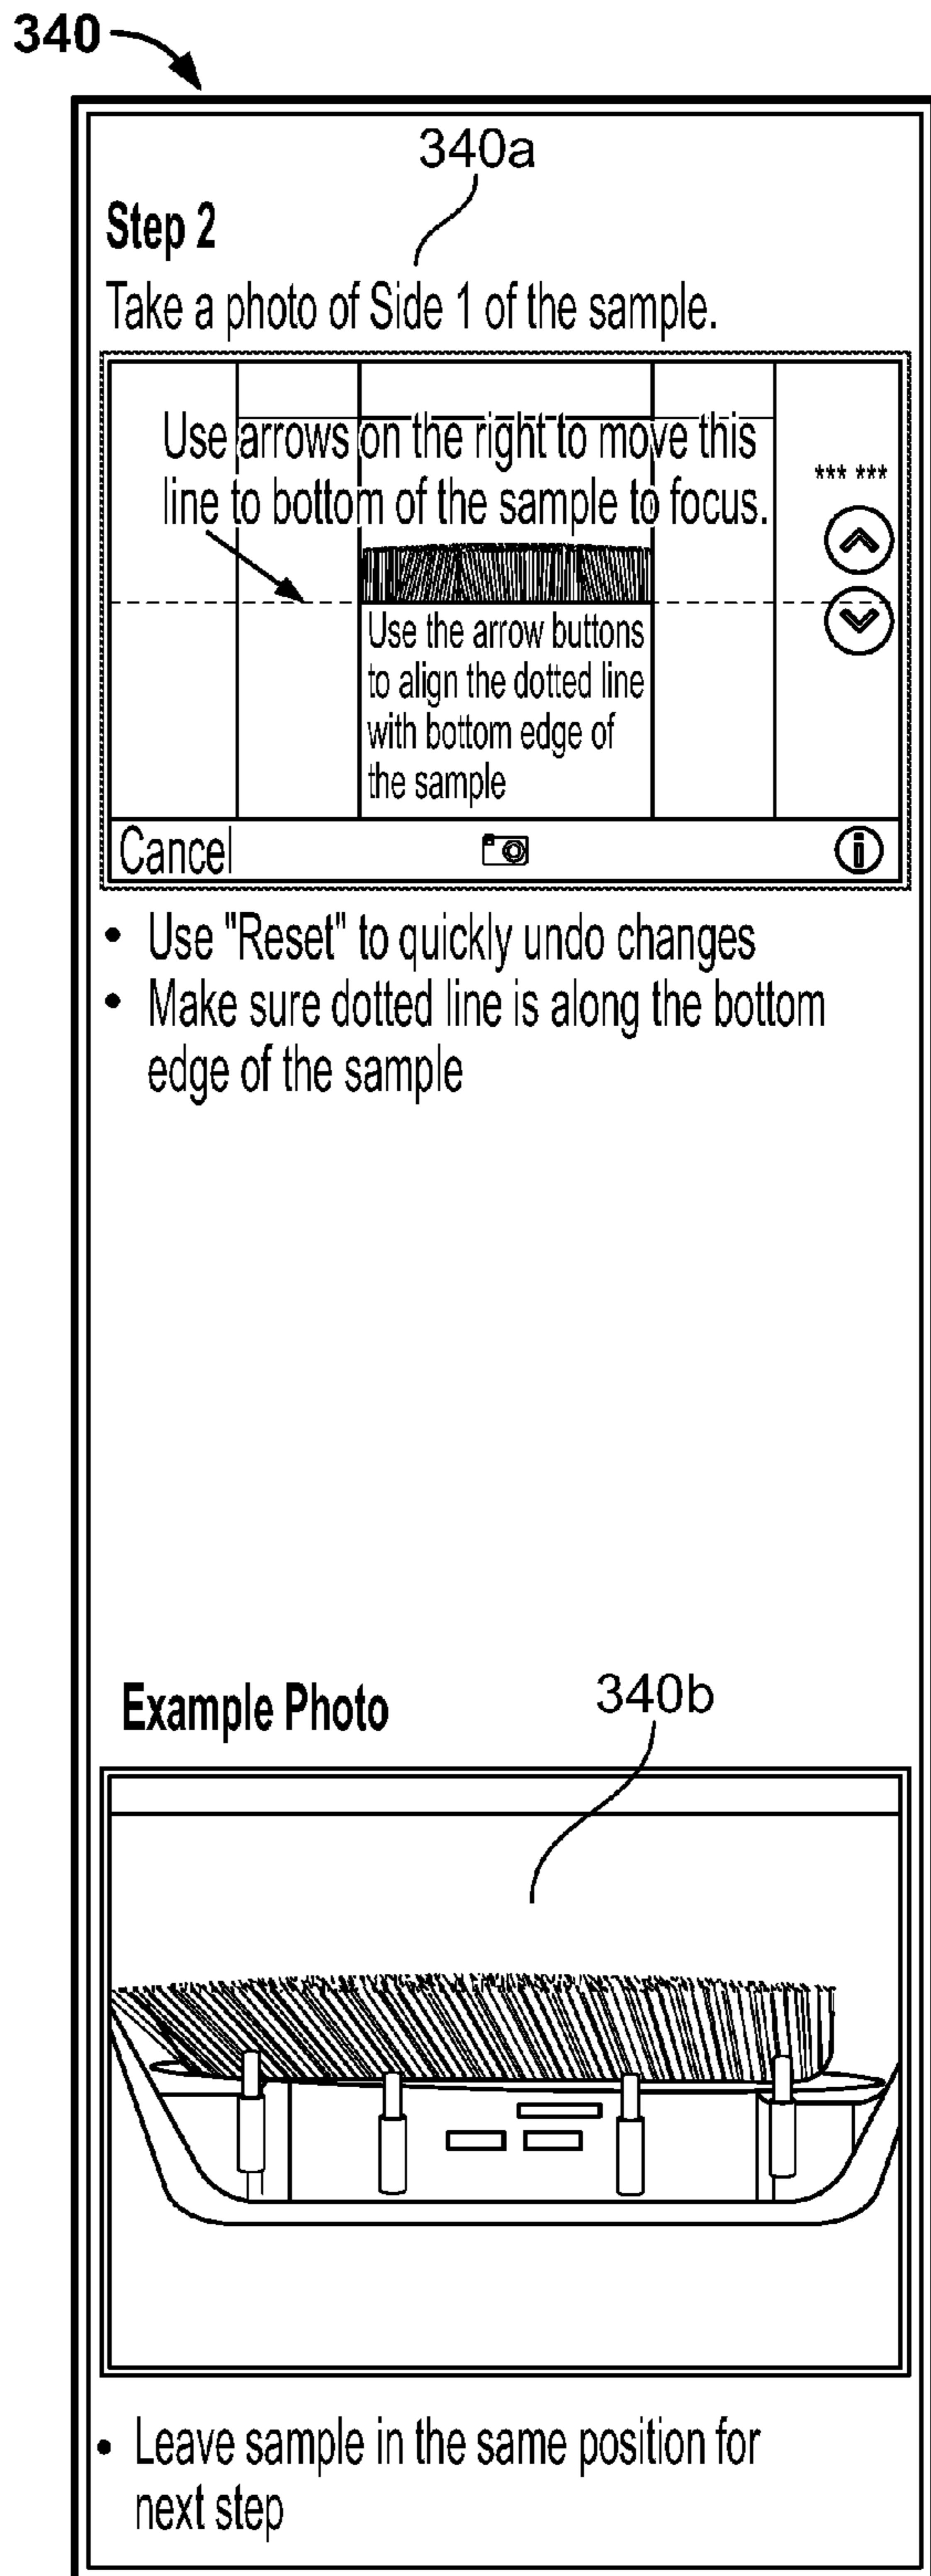 340
340a
Step 2
Take a photo of Side 1 of the sample.
Use arrows on the right to move this
line to bottom of the sample to focus.
*** ***
Use the arrow buttons
to align the dotted line
with bottom edge of
the sample
Cancel
i
• Use "Reset" to quickly undo changes
• Make sure dotted line is along the bottom
edge of the sample
Example Photo
340b
• Leave sample in the same position for
next step